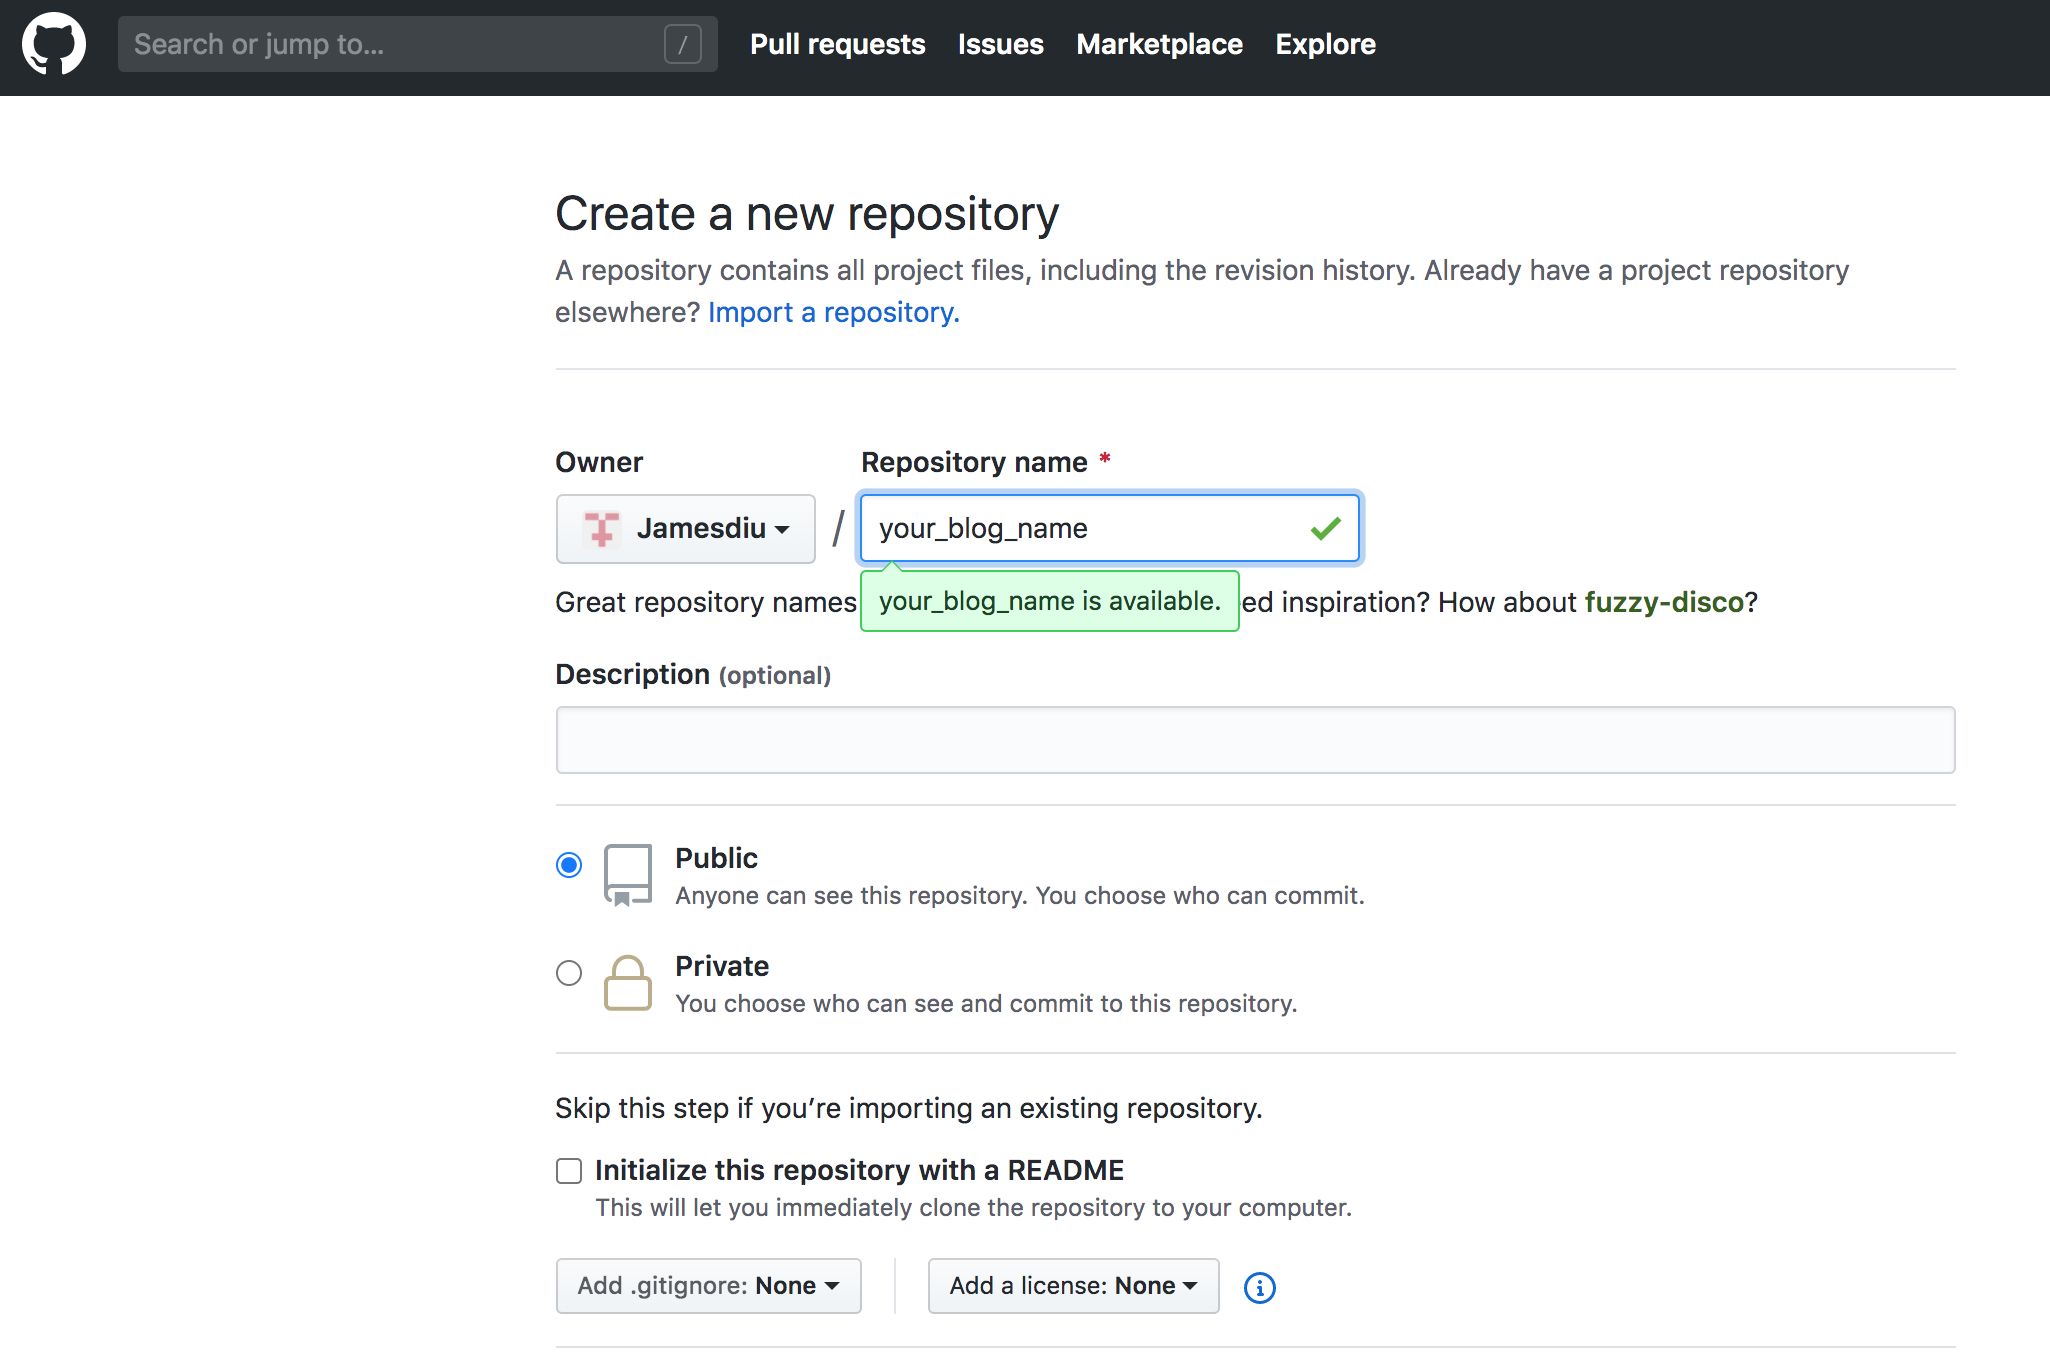 Search or jump to... / Pull requests Issues Marketplace Explore
Create a new repository
A repository contains all project files, including the revision history. Already have a project repository
elsewhere? Import a repository.
Owner Repository name *
Jamesdiu / your_blog_name
Great repository names your_blog_name is available. ed inspiration? How about fuzzy-disco?
Description (optional)
Public
Anyone can see this repository. You choose who can commit.
Private
You choose who can see and commit to this repository.
Skip this step if you’re importing an existing repository.
Initialize this repository with a README
This will let you immediately clone the repository to your computer.
Add .gitignore: None Add a license: None